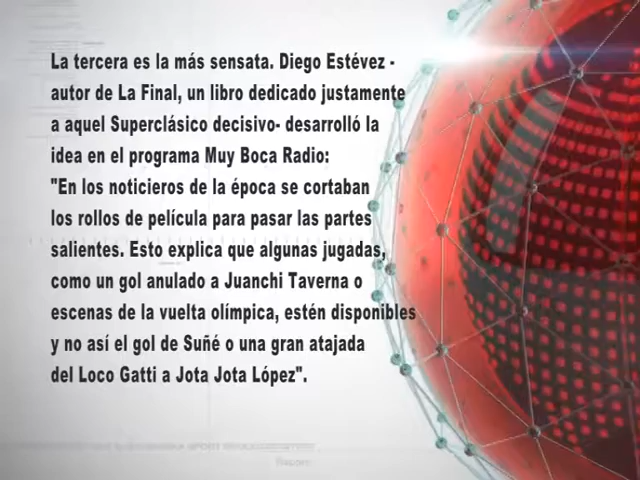 La tercera es la más sensata. Diego Estévez -
autor de La Final, un libro dedicado justamente
a aquel Superclásico decisivo- desarrolló la
idea en el programa Muy Boca Radio:
"En los noticieros de la época se cortaban
los rollos de película para pasar las partes
salientes. Esto explica que algunas jugadas,
como un gol anulado a Juanchi Taverna o
escenas de la vuelta olímpica, estén disponibles
y no así el gol de Suñé o una gran atajada
del Loco Gatti a Jota Jota López".